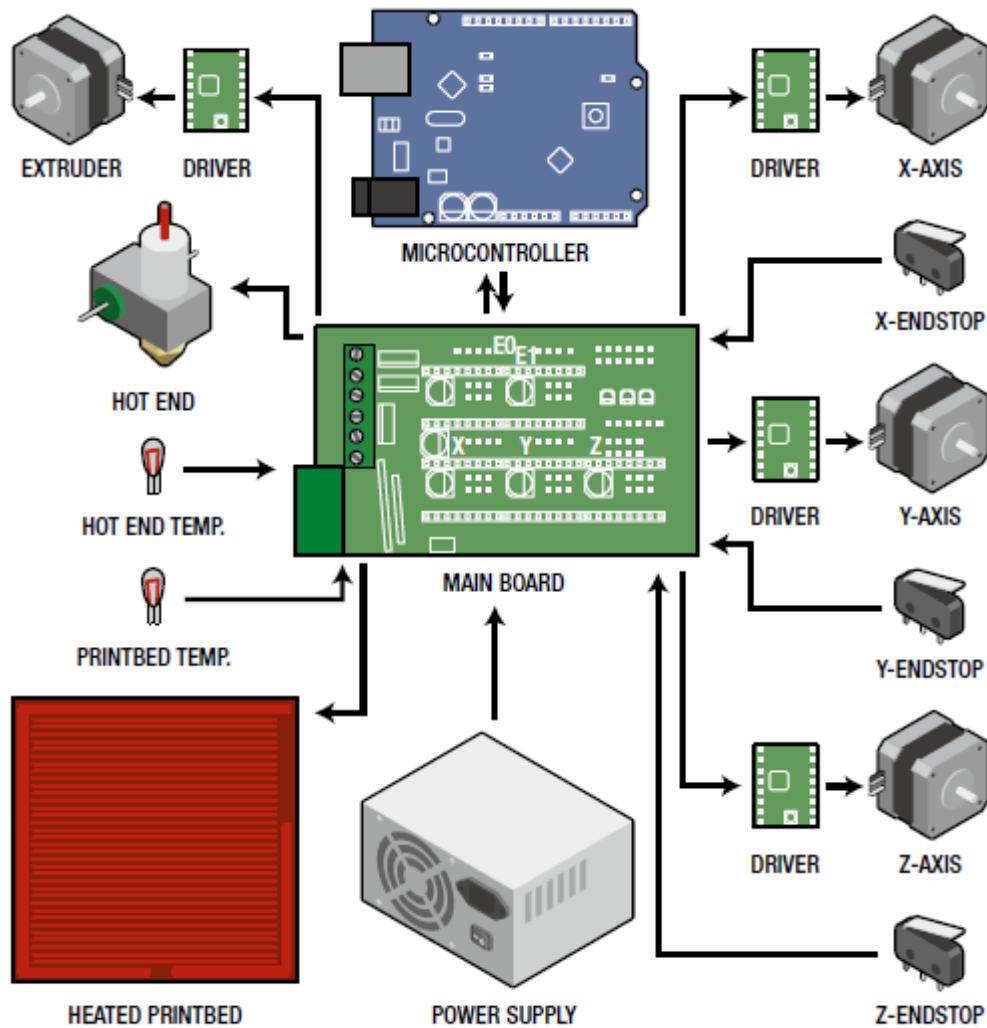 EXTRUDER
DRIVER
MICROCONTROLLER
DRIVER
X-AXIS
X-ENDSTOP
HOT END
E0
E1
X
Y
Z
HOT END TEMP.
DRIVER
Y-AXIS
MAIN BOARD
PRINTBED TEMP.
Y-ENDSTOP
DRIVER
Z-AXIS
HEATED PRINTBED
POWER SUPPLY
Z-ENDSTOP